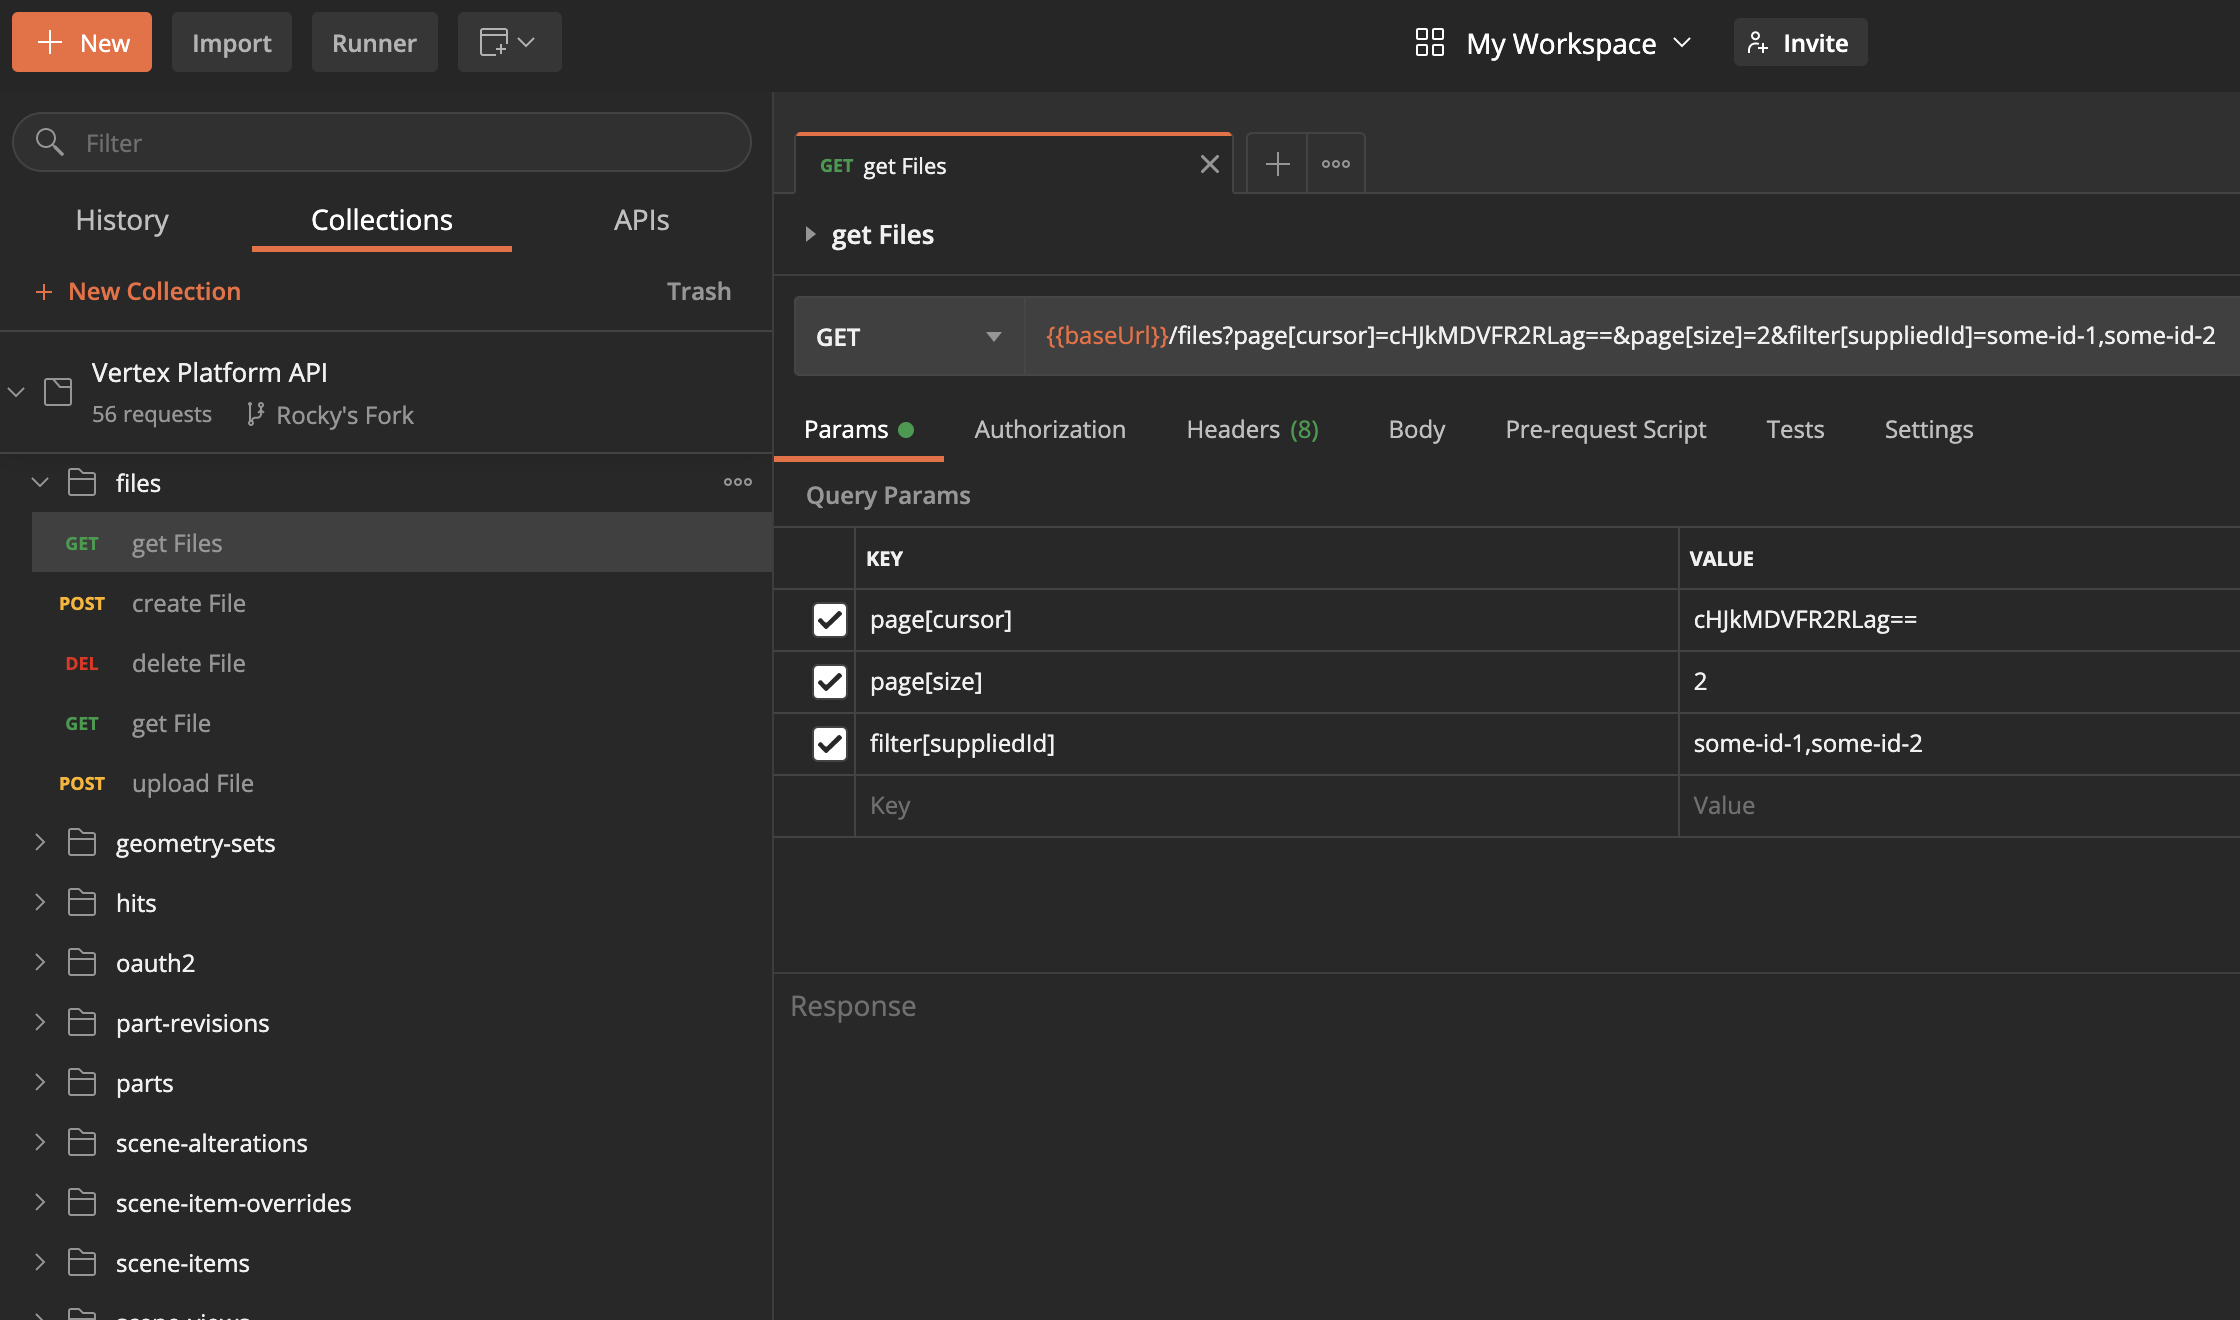 New
Import
Runner
My Workspace
Invite
Filter
History
Collections
APIs
+ New Collection
Trash
Vertex Platform API
56 requests
Rocky's Fork
files
GET get Files
POST create File
DEL delete File
GET get File
POST upload File
geometry-sets
hits
oauth2
part-revisions
parts
scene-alterations
scene-item-overrides
scene-items
GET get Files
get Files
GET
{{baseUrl}}/files?page[cursor]=cHJkMDVFR2RLag==&page[size]=2&filter[suppliedId]=some-id-1,some-id-2
Params
Authorization
Headers (8)
Body
Pre-request Script
Tests
Settings
Query Params
KEY
VALUE
page[cursor]
cHJkMDVFR2RLag==
page[size]
2
filter[suppliedId]
some-id-1,some-id-2
Key
Value
Response